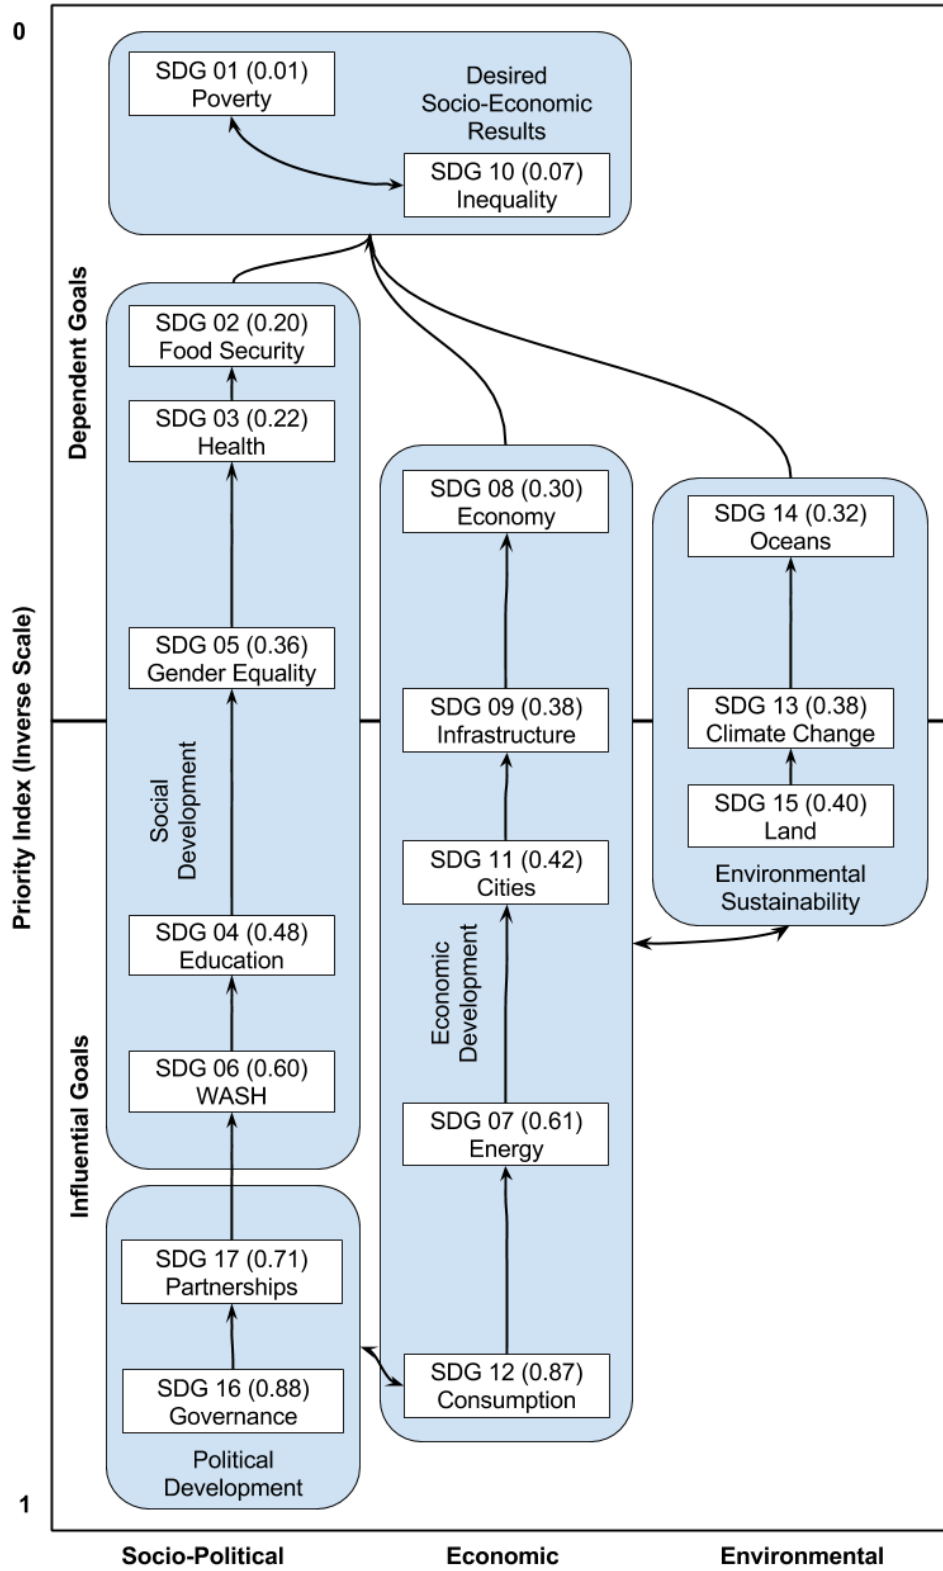 0
SDG 01 (0.01)
Poverty
Desired
Socio-Economic
Results
SDG 10 (0.07)
Inequality
Dependent Goals
SDG 02 (0.20)
Food Security
SDG 03 (0.22)
Health
SDG 05 (0.36)
Gender Equality
Social
Development
SDG 04 (0.48)
Education
SDG 06 (0.60)
WASH
SDG 08 (0.30)
Economy
SDG 09 (0.38)
Infrastructure
SDG 11 (0.42)
Cities
Economic
Development
SDG 07 (0.61)
Energy
SDG 12 (0.87)
Consumption
SDG 14 (0.32)
Oceans
SDG 13 (0.38)
Climate Change
SDG 15 (0.40)
Land
Environmental
Sustainability
Priority Index (Inverse Scale)
Influential Goals
SDG 17 (0.71)
Partnerships
SDG 16 (0.88)
Governance
Political
Development
1
Socio-Political
Economic
Environmental